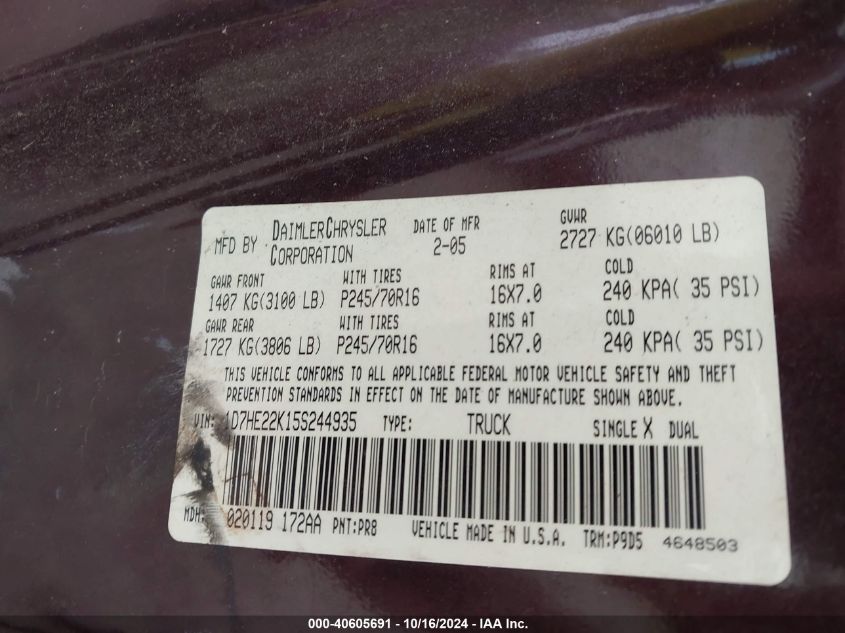 MFD BY DAIMLERCHRYSLER CORPORATION DATE OF MFR 2-05 GVWR 2727 KG(06010 LB)
GAWR FRONT WITH TIRES RIMS AT COLD
1407 KG(3100 LB) P245/70R16 16X7.0 240 KPA( 35 PSI)
GAWR REAR WITH TIRES RIMS AT COLD
1727 KG(3806 LB) P245/70R16 16X7.0 240 KPA( 35 PSI)
THIS VEHICLE CONFORMS TO ALL APPLICABLE FEDERAL MOTOR VEHICLE SAFETY AND THEFT
PREVENTION STANDARDS IN EFFECT ON THE DATE OF MANUFACTURE SHOWN ABOVE.
VIN: 1D7HE22K15S244935 TYPE: TRUCK SINGLE X DUAL
MDH: 020119 172AA PNT:PR8 VEHICLE MADE IN U.S.A. TRM:P9D5 4648503
000-40605691 - 10/16/2024 - IAA Inc.